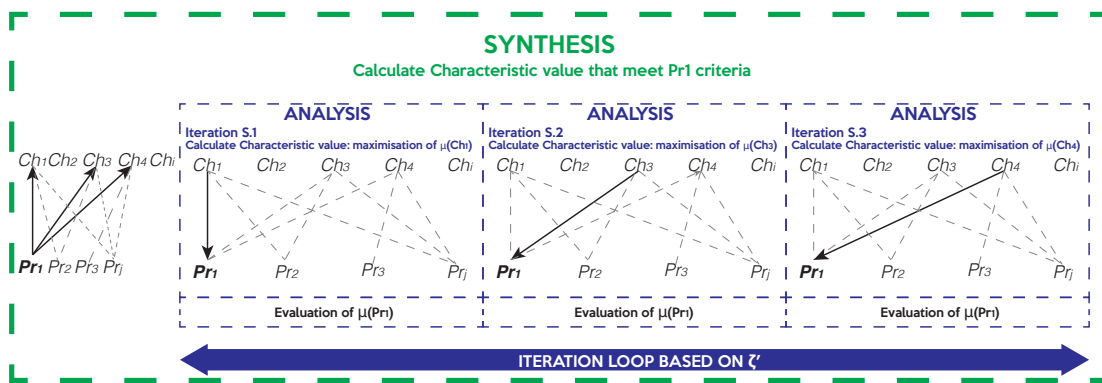 SYNTHESIS
Calculate Characteristic value that meet Pr1 criteria
Ch1 Ch2 Ch3 Ch4 Chi
Pr1 Pr2 Pr3 Prj
ANALYSIS
Iteration S.1
Calculate Characteristic value: maximisation of μ(Ch1)
Ch1 Ch2 Ch3 Ch4 Chi
Pr1 Pr2 Pr3 Prj
Evaluation of μ(Pr1)
ANALYSIS
Iteration S.2
Calculate Characteristic value: maximisation of μ(Ch3)
Ch1 Ch2 Ch3 Ch4 Chi
Pr1 Pr2 Pr3 Prj
Evaluation of μ(Pr1)
ANALYSIS
Iteration S.3
Calculate Characteristic value: maximisation of μ(Ch4)
Ch1 Ch2 Ch3 Ch4 Chi
Pr1 Pr2 Pr3 Prj
Evaluation of μ(Pr1)
ITERATION LOOP BASED ON ζ'